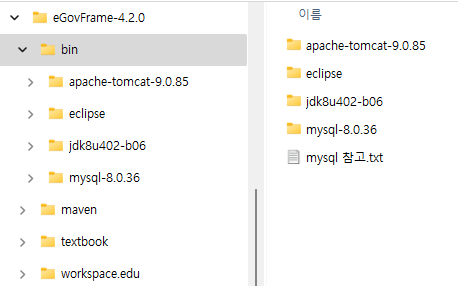 eGovFrame-4.2.0
bin
apache-tomcat-9.0.85
eclipse
jdk8u402-b06
mysql-8.0.36
maven
textbook
workspace.edu
이름
apache-tomcat-9.0.85
eclipse
jdk8u402-b06
mysql-8.0.36
mysql 참고.txt